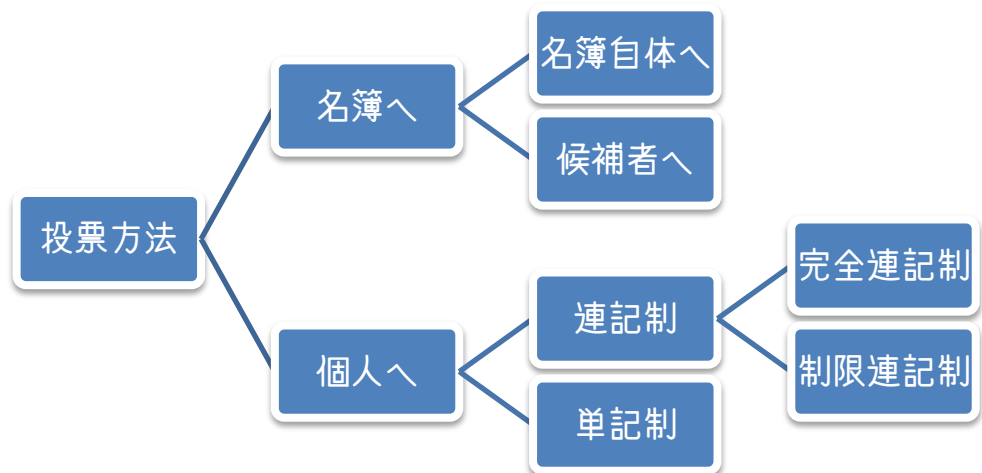 投票方法
名簿へ
名簿自体へ
候補者へ
個人へ
連記制
完全連記制
制限連記制
単記制